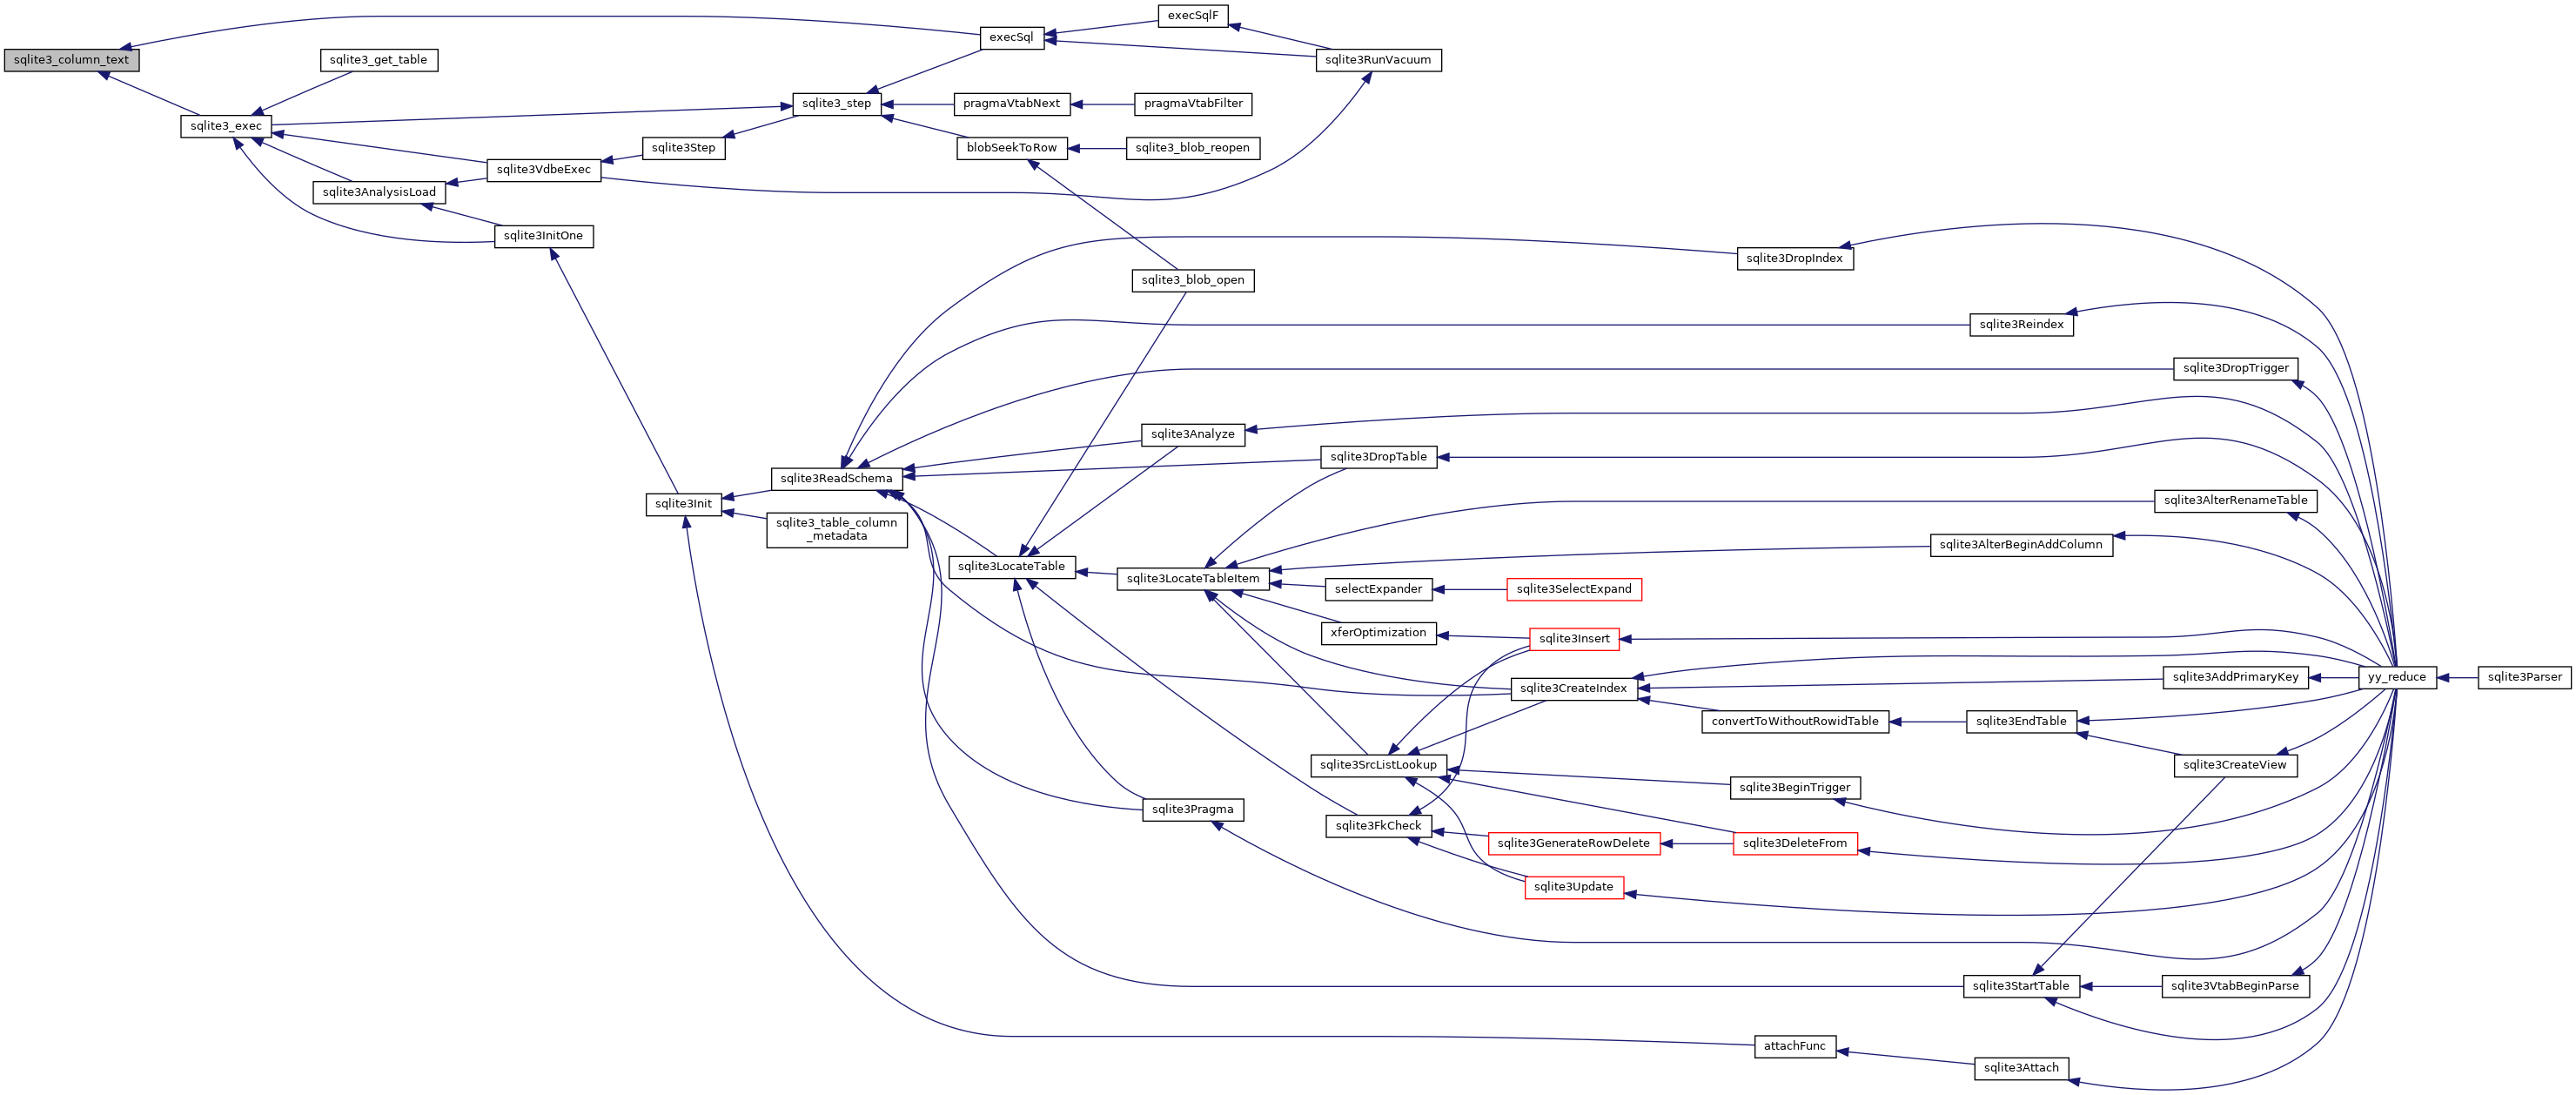 execSqlF
execSql
sqlite3_column_text
sqlite3_get_table
sqlite3RunVacuum
sqlite3_step
pragmaVtabNext
pragmaVtabFilter
sqlite3_exec
sqlite3Step
blobSeekToRow
sqlite3_blob_reopen
sqlite3VdbeExec
sqlite3AnalysisLoad
sqlite3InitOne
sqlite3DropIndex
sqlite3_blob_open
sqlite3Reindex
sqlite3DropTrigger
sqlite3Analyze
sqlite3DropTable
sqlite3ReadSchema
sqlite3AlterRenameTable
sqlite3Init
sqlite3_table_column
_metadata
sqlite3AlterBeginAddColumn
sqlite3LocateTable
sqlite3LocateTableItem
selectExpander
sqlite3SelectExpand
xferOptimization
sqlite3Insert
yy_reduce
sqlite3Parser
sqlite3AddPrimaryKey
sqlite3CreateIndex
convertToWithoutRowidTable
sqlite3EndTable
sqlite3SrcListLookup
sqlite3CreateView
sqlite3BeginTrigger
sqlite3Pragma
sqlite3FkCheck
sqlite3GenerateRowDelete
sqlite3DeleteFrom
sqlite3Update
sqlite3StartTable
sqlite3VtabBeginParse
attachFunc
sqlite3Attach